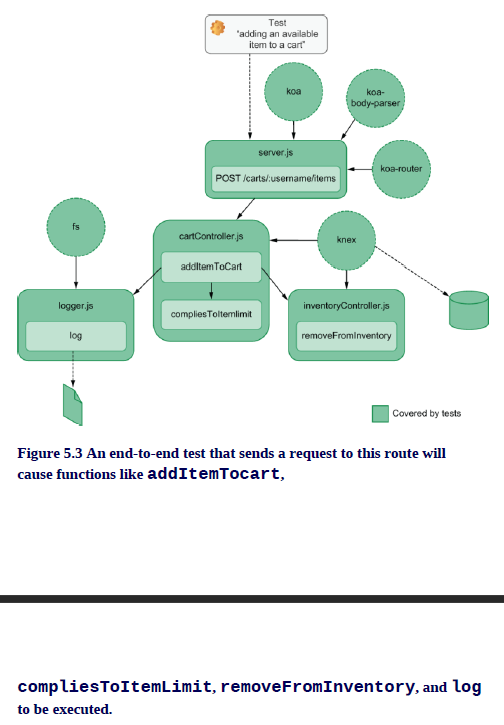 Test
"adding an available
item to a cart"
koa
koa-
body-parser
server.js
POST /carts/:username/items
koa-router
fs
cartController.js
knex
addItemToCart
logger.js
compliesToItemlimit
inventoryController.js
log
removeFromInventory
Covered by tests
Figure 5.3 An end-to-end test that sends a request to this route will
cause functions like addItemTocart,
compliesToItemLimit, removeFromInventory, and log
to be executed.